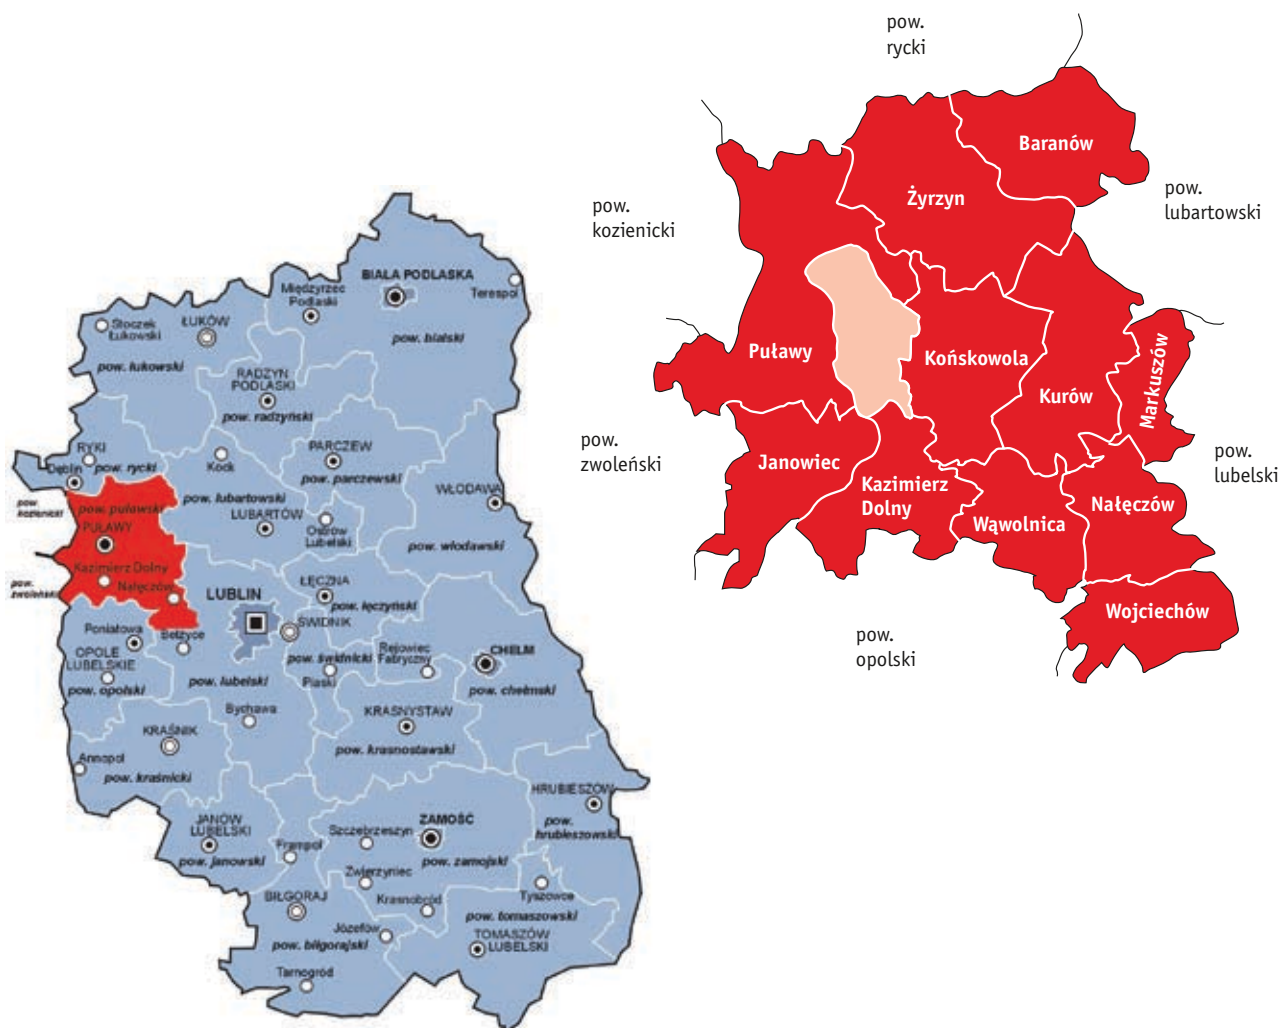 BIAŁA PODLASKA
Międzyrzec
Podlaski
Terespol
Stoczek
Łukowski
ŁUKÓW
pow. bialski
pow. łukowski
RADZYN
PODLASKI
pow. radzyński
RYKI
Dęblin
pow. rycki
Kock
PARCZEW
pow. parczewski
pow.
kozienicki
pow. puławski
pow. lubartowski
WŁODAWA
PUŁAWY
LUBARTÓW
Ostrów
Lubelski
pow. włodawski
Kazimierz Dolny
pow.
zwoleński
Nałęczów
LUBLIN
ŁĘCZNA
pow. łęczyński
ŚWIDNIK
Poniatowa
Bełżyce
OPOLE
LUBELSKIE
pow. opolski
pow. lubelski
pow. świdnicki
Piaski
Rejowiec
Fabryczny
CHEŁM
pow. chełmski
Bychawa
KRASNYSTAW
pow. krasnostawski
KRAŚNIK
Annopol
pow. kraśnicki
HRUBIESZÓW
pow.
hrubieszowski
JANÓW
LUBELSKI
pow. janowski
Frampol
Szczebrzeszyn
ZAMOŚĆ
pow. zamojski
Zwierzyniec
Krasnobród
Tyszowce
BIŁGORAJ
pow. tomaszowski
Józefów
pow. biłgorajski
TOMASZÓW
LUBELSKI
Tarnogród
pow.
rycki
pow.
kozienicki
pow.
lubartowski
pow.
zwoleński
pow.
lubelski
pow.
opolski
Baranów
Żyrzyn
Puławy
Końskowola
Kurów
Markuszów
Janowiec
Kazimierz
Dolny
Wąwolnica
Nałęczów
Wojciechów